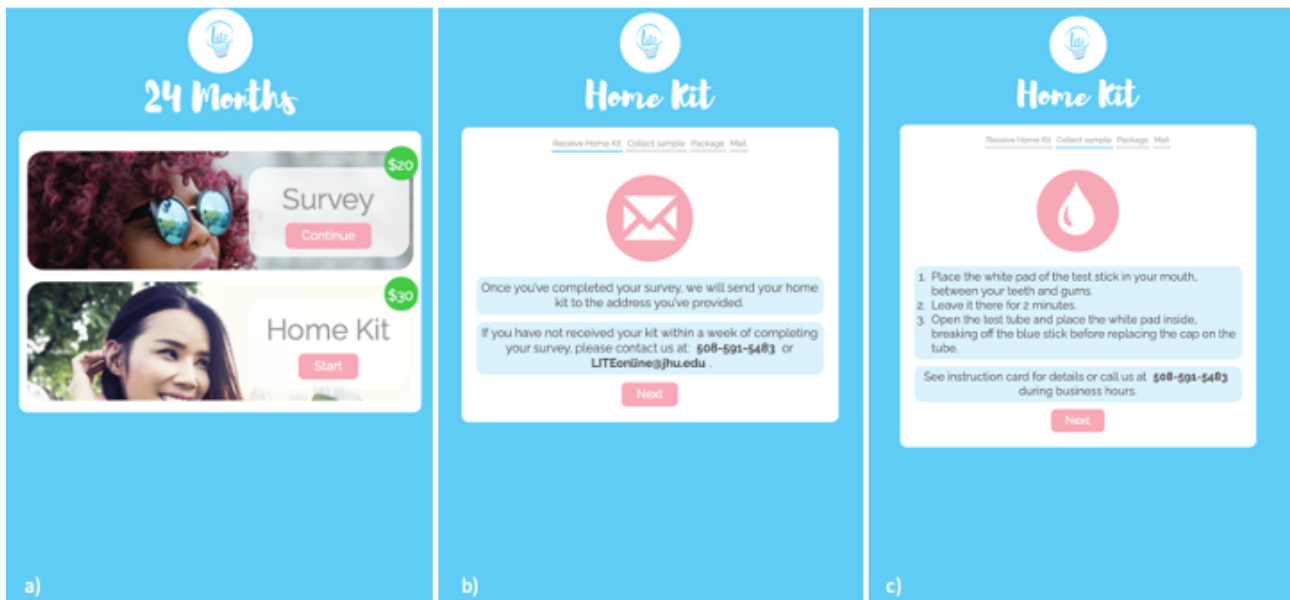 lite
24 Months
$20
Survey
Continue
$30
Home Kit
Start
a)
lite
Home Kit
Receive Home Kit Collect sample Package Mail
Once you've completed your survey, we will send your home
kit to the address you've provided.
If you have not received your kit within a week of completing
your survey, please contact us at: 508-591-5483 or
LITEonline@jhu.edu .
Next
b)
lite
Home Kit
Receive Home Kit Collect sample Package Mail
1. Place the white pad of the test stick in your mouth,
between your teeth and gums.
2. Leave it there for 2 minutes.
3. Open the test tube and place the white pad inside,
breaking off the blue stick before replacing the cap on the
tube.
See instruction card for details or call us at 508-591-5483
during business hours.
Next
c)